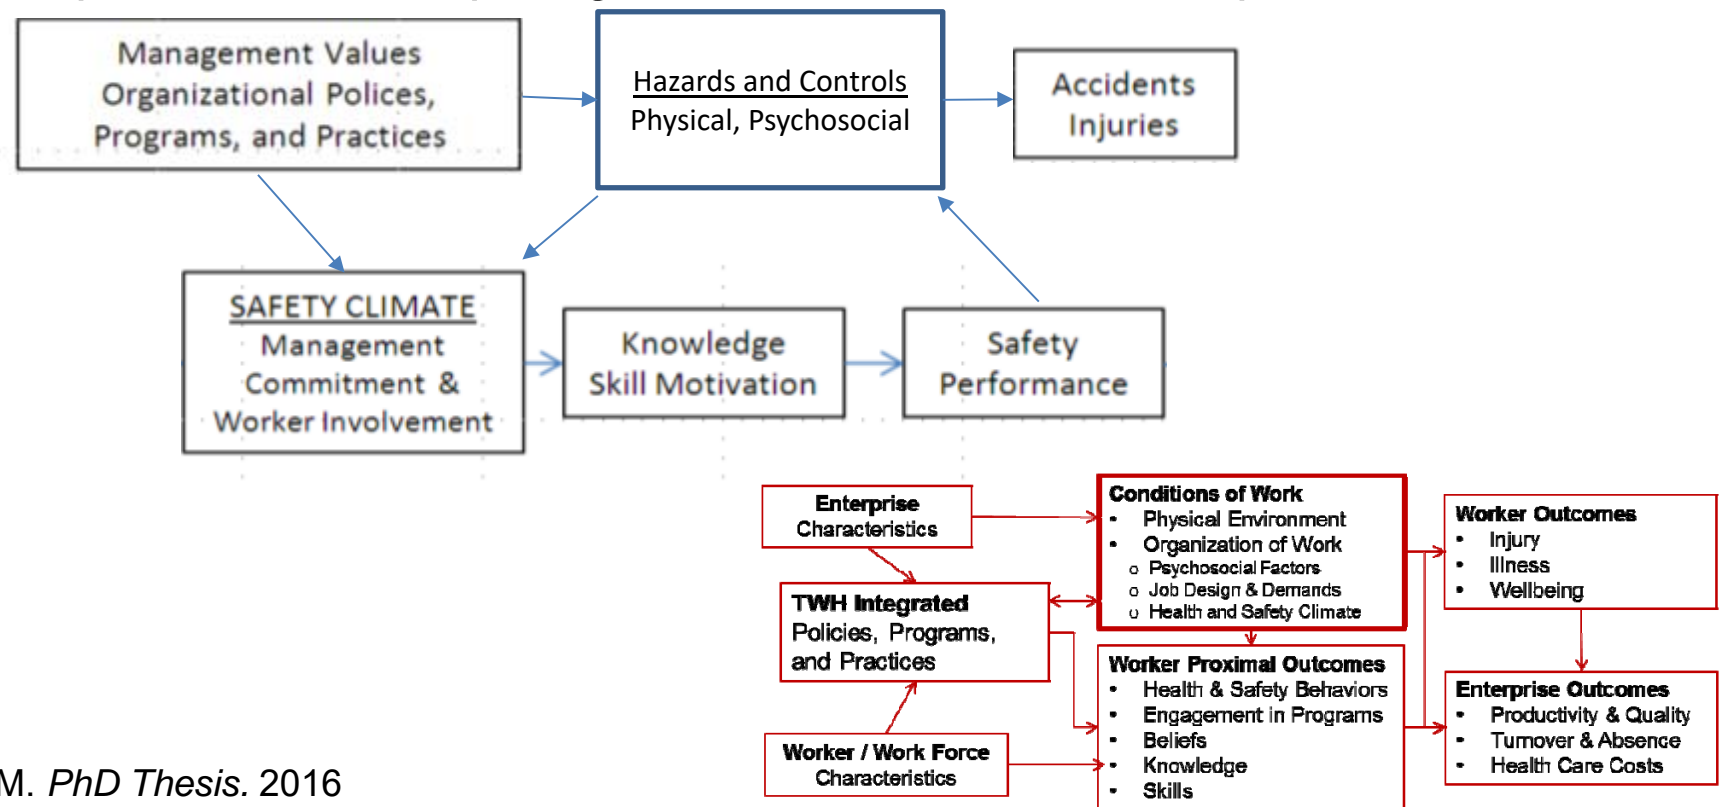 Management Values
Organizational Polices,
Programs, and Practices
Hazards and Controls
Physical, Psychosocial
Accidents
Injuries
SAFETY CLIMATE
Management
Commitment &
Worker Involvement
Knowledge
Skill Motivation
Safety
Performance
Enterprise
Characteristics
TWH Integrated
Policies, Programs,
and Practices
Worker / Work Force
Characteristics
Conditions of Work
• Physical Environment
• Organization of Work
o Psychosocial Factors
o Job Design & Demands
o Health and Safety Climate
Worker Proximal Outcomes
• Health & Safety Behaviors
• Engagement in Programs
• Beliefs
• Knowledge
• Skills
Worker Outcomes
• Injury
• Illness
• Wellbeing
Enterprise Outcomes
• Productivity & Quality
• Turnover & Absence
• Health Care Costs
M. PhD Thesis. 2016